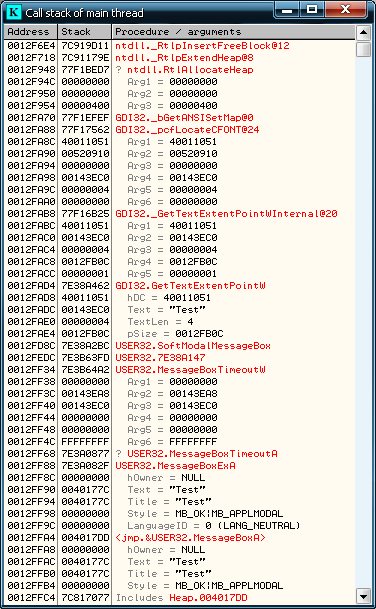 K Call stack of main thread
Address Stack Procedure / arguments
0012F6E4 7C919D11 ntdll._RtlpInsertFreeBlock@12
0012F718 7C91179E ntdll._RtlpExtendHeap@8
0012F948 77F1BED7 ? ntdll.RtlAllocateHeap
0012F94C 00000000 Arg1 = 00000000
0012F950 00000000 Arg2 = 00000000
0012F954 00000400 Arg3 = 00000400
0012FA70 77F1EFEF GDI32._bGetANSISetMap@0
0012FA88 77F17562 GDI32._pcfLocateCFONT@24
0012FA8C 40011051 Arg1 = 40011051
0012FA90 00520910 Arg2 = 00520910
0012FA94 00000000 Arg3 = 00000000
0012FA98 00143EC0 Arg4 = 00143EC0
0012FA9C 00000004 Arg5 = 00000004
0012FAA0 00000000 Arg6 = 00000000
0012FAB8 77F16B25 GDI32._GetTextExtentPointWInternal@20
0012FABC 40011051 Arg1 = 40011051
0012FAC0 00143EC0 Arg2 = 00143EC0
0012FAC4 00000004 Arg3 = 00000004
0012FAC8 0012FB0C Arg4 = 0012FB0C
0012FACC 00000001 Arg5 = 00000001
0012FAD4 7E38A462 GDI32.GetTextExtentPointW
0012FAD8 40011051 hDC = 40011051
0012FADC 00143EC0 Text = "Test"
0012FAE0 00000004 TextLen = 4
0012FAE4 0012FB0C pSize = 0012FB0C
0012FD8C 7E38A2BC USER32.SoftModalMessageBox
0012FEDC 7E3B63FD USER32.7E38A147
0012FF34 7E3B64A2 USER32.MessageBoxTimeoutW
0012FF38 00000000 Arg1 = 00000000
0012FF3C 00143EA8 Arg2 = 00143EA8
0012FF40 00143EC0 Arg3 = 00143EC0
0012FF44 00000000 Arg4 = 00000000
0012FF48 00000000 Arg5 = 00000000
0012FF4C FFFFFFFF Arg6 = FFFFFFFF
0012FF68 7E3A0877 ? USER32.MessageBoxTimeoutA
0012FF88 7E3A082F USER32.MessageBoxExA
0012FF8C 00000000 hOwner = NULL
0012FF90 0040177C Text = "Test"
0012FF94 0040177C Title = "Test"
0012FF98 00000000 Style = MB_OK|MB_APPLMODAL
0012FF9C 00000000 LanguageID = 0 (LANG_NEUTRAL)
0012FFA4 004017DD <jmp.&USER32.MessageBoxA>
0012FFA8 00000000 hOwner = NULL
0012FFAC 0040177C Text = "Test"
0012FFB0 0040177C Title = "Test"
0012FFB4 00000000 Style = MB_OK|MB_APPLMODAL
0012FFC4 7C817077 Includes Heap.004017DD